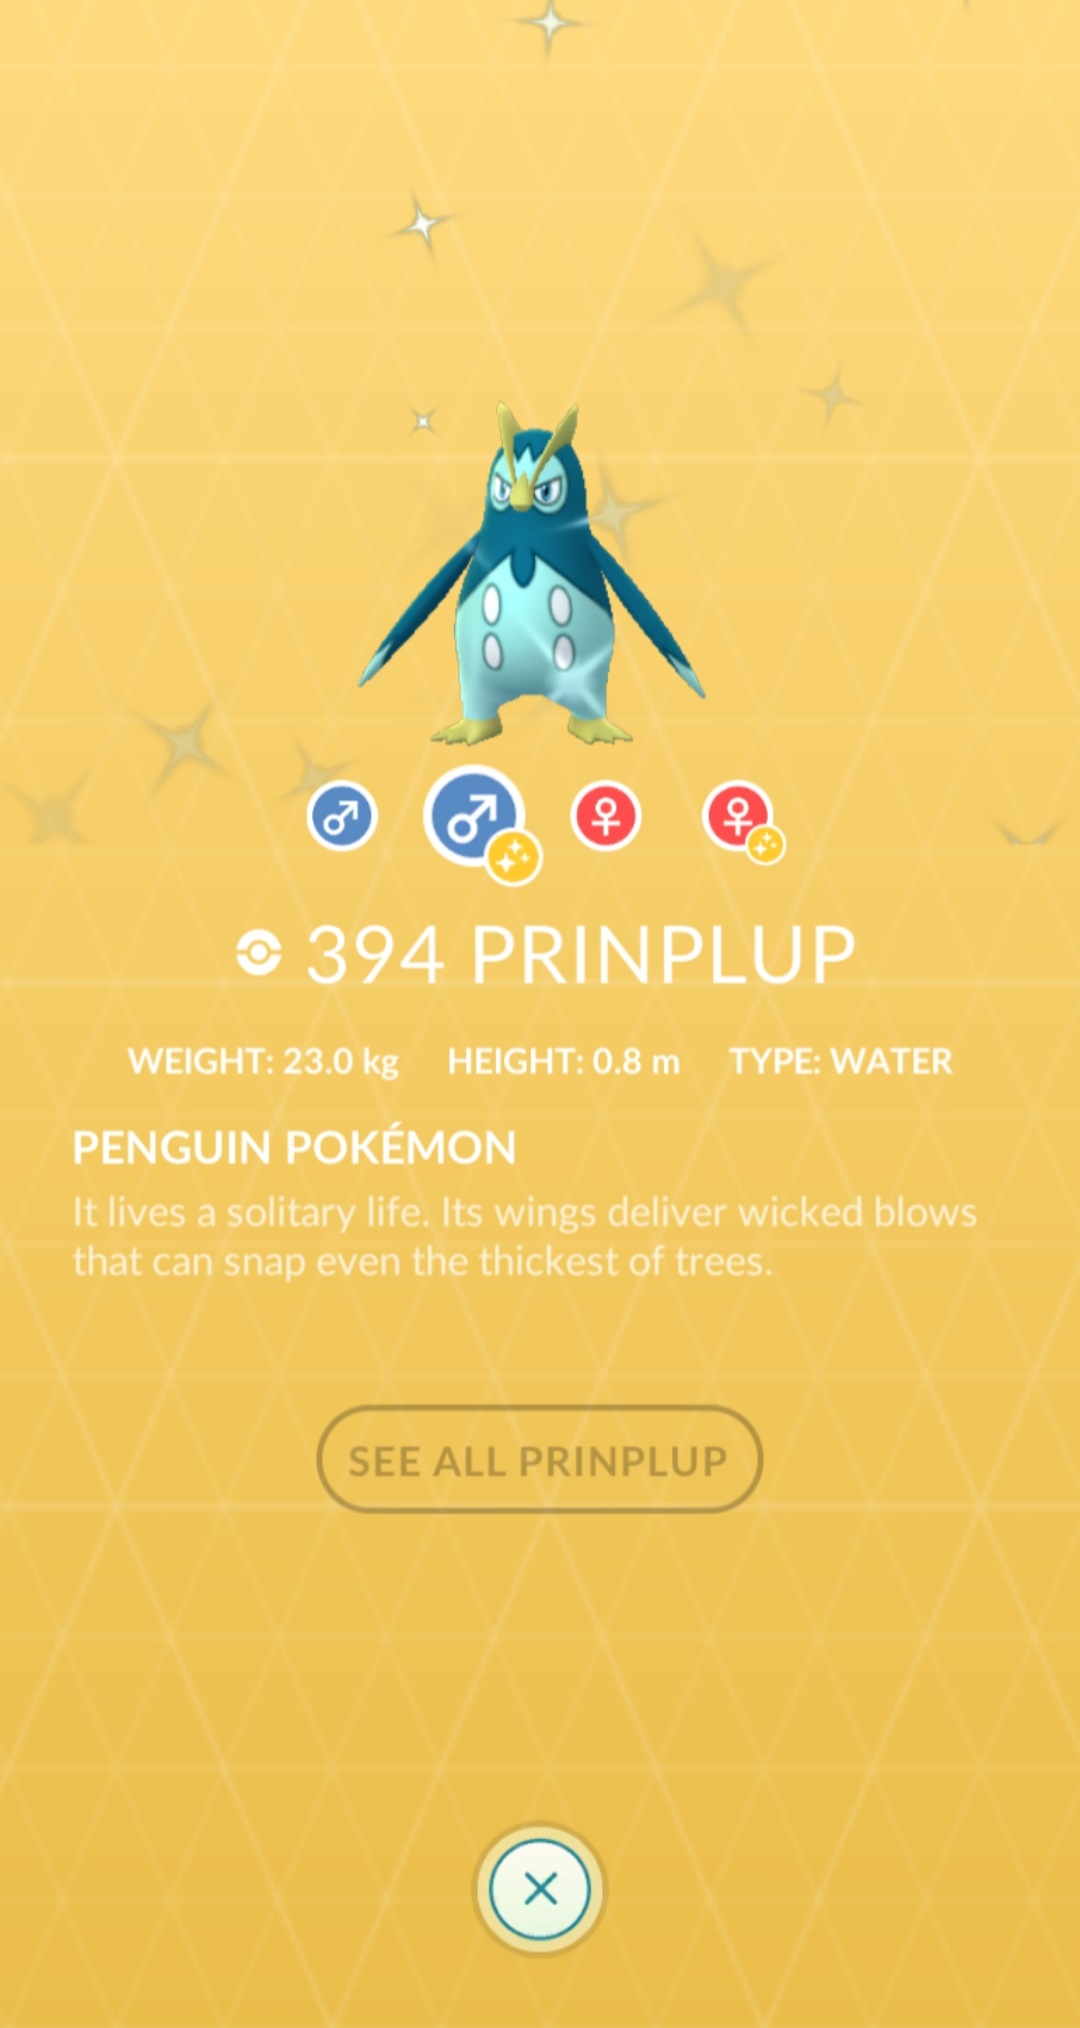 394 PRINPLUP
WEIGHT: 23.0 kg HEIGHT: 0.8 m TYPE: WATER
PENGUIN POKÉMON
It lives a solitary life. Its wings deliver wicked blows
that can snap even the thickest of trees.
SEE ALL PRINPLUP